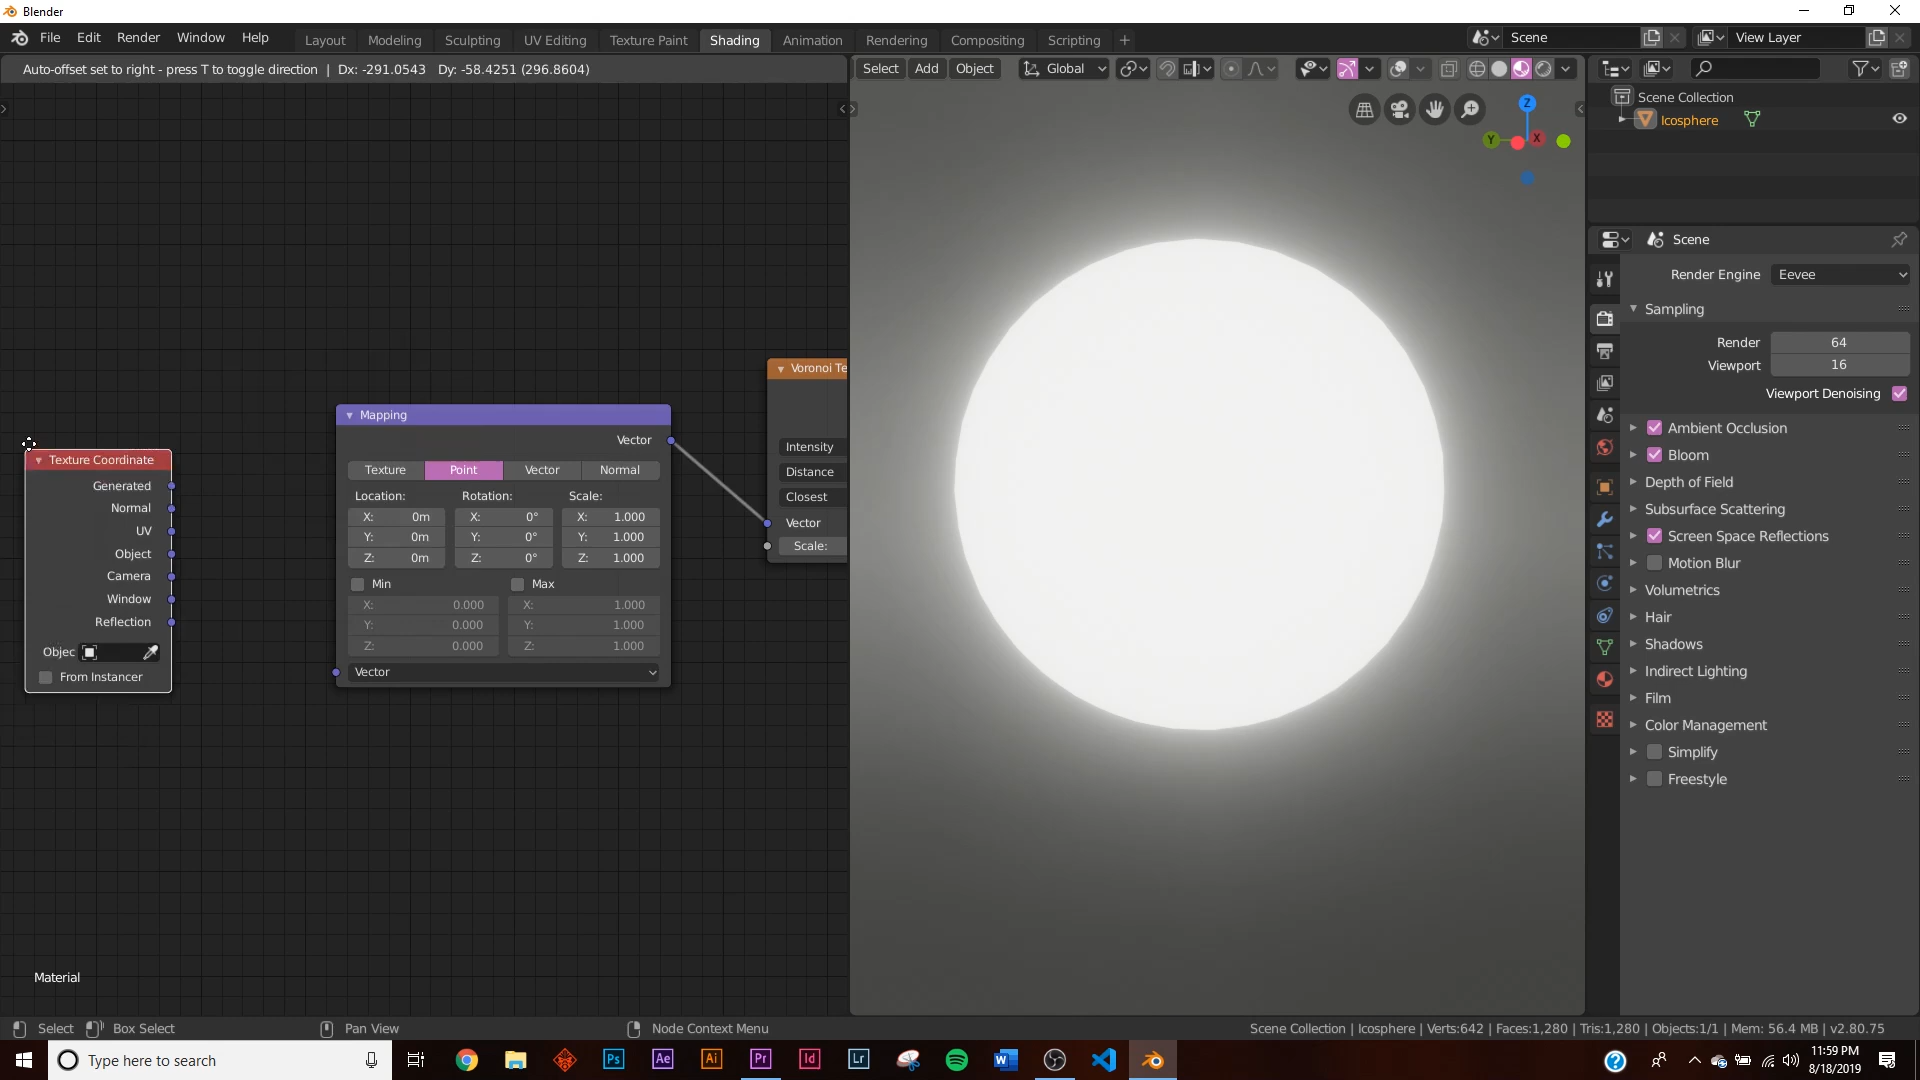 Blender
File Edit Render Window Help Layout Modeling Sculpting UV Editing Texture Paint Shading Animation Rendering Compositing Scripting + Scene View Layer
Auto-offset set to right - press T to toggle direction | Dx: -291.0543 Dy: -58.4251 (296.8604)
Select Add Object Global
Scene Collection
Icosphere
Z
Y X
Scene
Render Engine Eevee
Sampling
Render 64
Viewport 16
Viewport Denoising
Ambient Occlusion
Bloom
Depth of Field
Subsurface Scattering
Screen Space Reflections
Motion Blur
Volumetrics
Hair
Shadows
Indirect Lighting
Film
Color Management
Simplify
Freestyle
Texture Coordinate
Generated
Normal
UV
Object
Camera
Window
Reflection
Objec
From Instancer
Mapping
Vector
Texture Point Vector Normal
Location: Rotation: Scale:
X: 0m X: 0° X: 1.000
Y: 0m Y: 0° Y: 1.000
Z: 0m Z: 0° Z: 1.000
Min Max
X: 0.000 X: 1.000
Y: 0.000 Y: 1.000
Z: 0.000 Z: 1.000
Vector
Voronoi Te
Intensity
Distance
Closest
Vector
Scale:
Material
Select Box Select Pan View Node Context Menu Scene Collection | Icosphere | Verts:642 | Faces:1,280 | Tris:1,280 | Objects:1/1 | Mem: 56.4 MB | v2.80.75
Type here to search Ps Ae Ai Pr Id Lr W ? 11:59 PM
8/18/2019